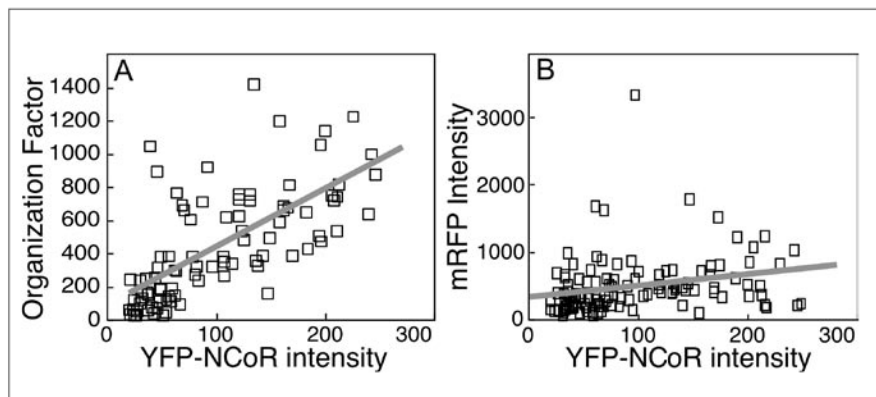 A
Organization Factor
1400
1200
1000
800
600
400
200
0
0 100 200 300
YFP-NCoR intensity
B
mRFP Intensity
3000
2000
1000
0
0 100 200 300
YFP-NCoR intensity